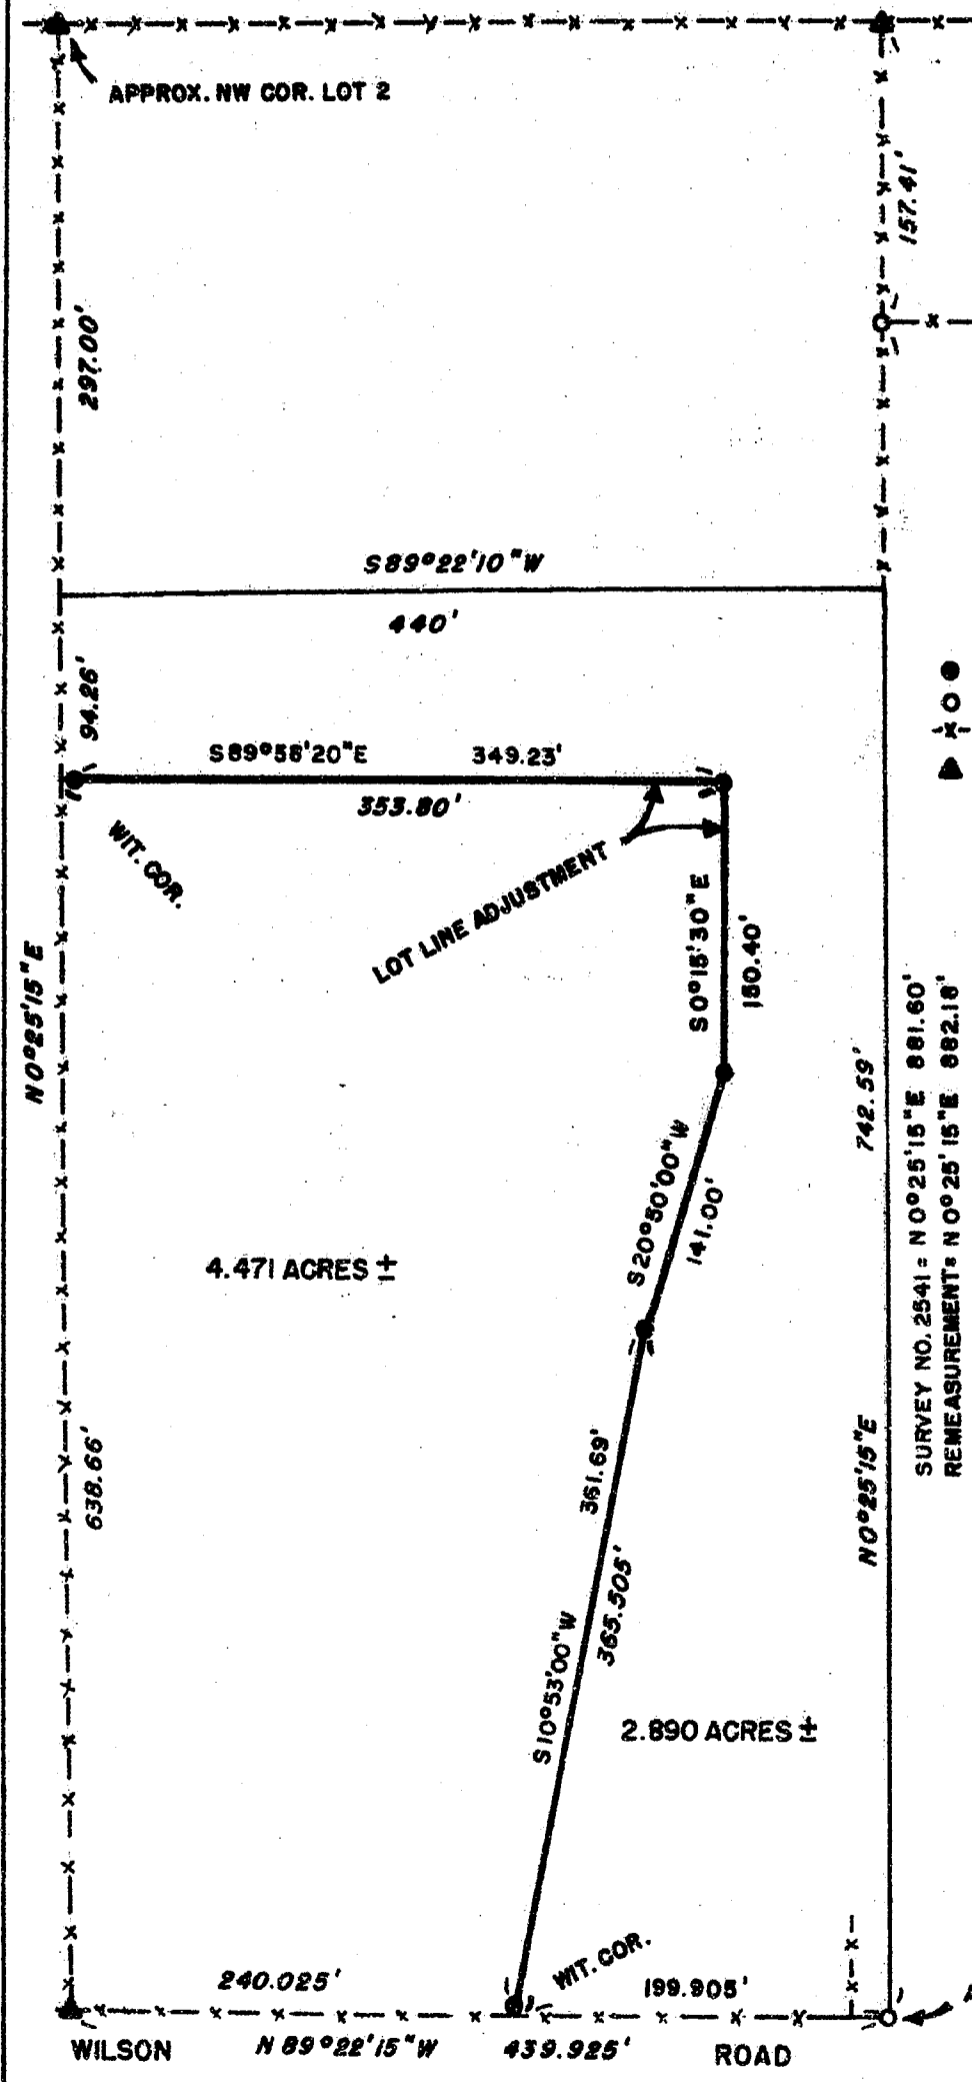 APPROX. NW COR. LOT 2
157.41'
297.00'
S89°22'10"W
440'
94.26'
S89°58'20"E 349.23'
353.80'
WIT. COR.
LOT LINE ADJUSTMENT
S0°15'30"E
150.40'
N0°25'15"E
742.59'
SURVEY NO. 2541= N0°25'15"E 881.60'
REMEASUREMENT= N0°25'15"E 882.18'
S20°50'00"W
141.00'
4.471 ACRES ±
638.66'
361.69'
365.505'
S10°53'00"W
N0°25'15"E
2.890 ACRES ±
WIT. COR.
240.025'
199.905'
WILSON N89°22'15"W 439.925' ROAD